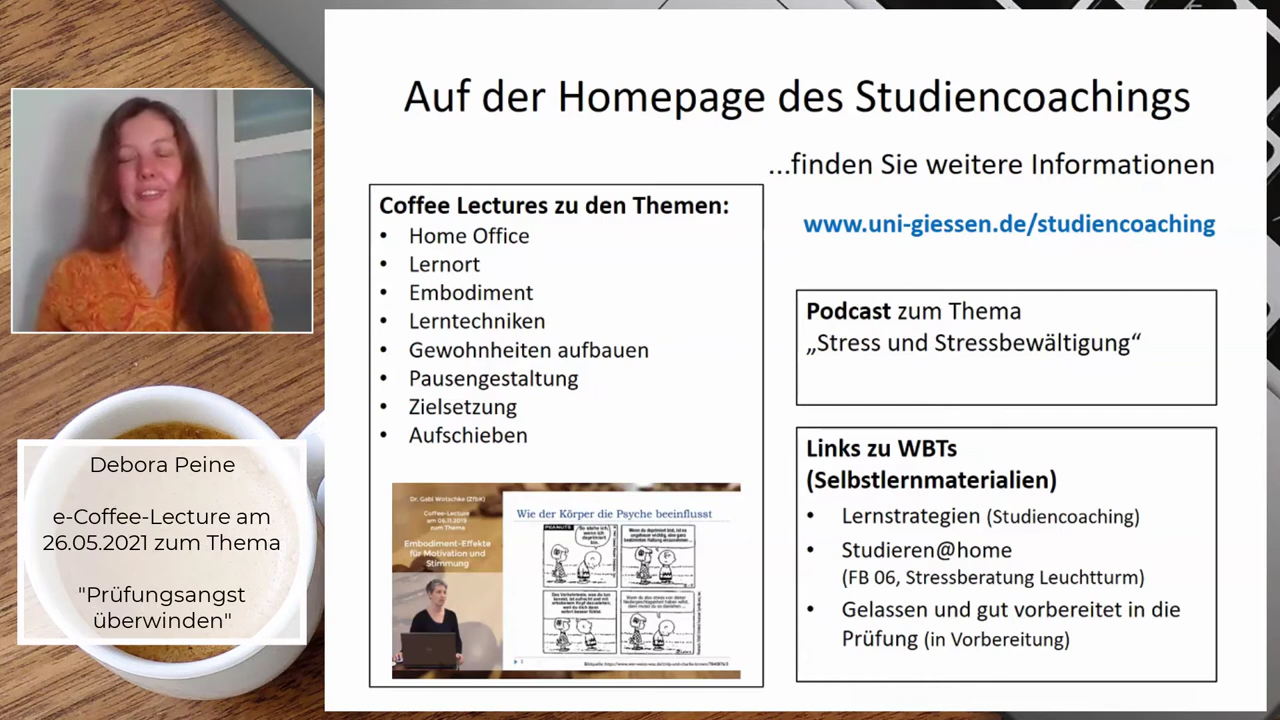 Auf der Homepage des Studiencoachings
...finden Sie weitere Informationen
www.uni-giessen.de/studiencoaching
Coffee Lectures zu den Themen:
• Home Office
• Lernort
• Embodiment
• Lerntechniken
• Gewohnheiten aufbauen
• Pausengestaltung
• Zielsetzung
• Aufschieben
Dr. Gabi Wotschke (ZfbK)
Coffee-Lecture
am 06.11.2019
zum Thema
Embodiment-Effekte
für Motivation und
Stimmung
Wie der Körper die Psyche beeinflusst
PEANUTS
Podcast zum Thema
„Stress und Stressbewältigung“
Links zu WBTs
(Selbstlernmaterialien)
• Lernstrategien (Studiencoaching)
• Studieren@home
(FB 06, Stressberatung Leuchtturm)
• Gelassen und gut vorbereitet in die
Prüfung (in Vorbereitung)
Debora Peine
e-Coffee-Lecture am
26.05.2021 zum Thema
"Prüfungsangst
überwinden"